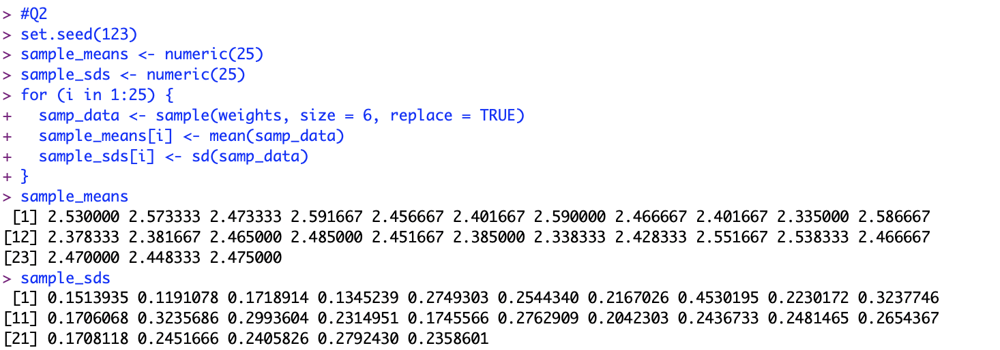 > #Q2
> set.seed(123)
> sample_means <- numeric(25)
> sample_sds <- numeric(25)
> for (i in 1:25) {
+   samp_data <- sample(weights, size = 6, replace = TRUE)
+   sample_means[i] <- mean(samp_data)
+   sample_sds[i] <- sd(samp_data)
+ }
> sample_means
 [1] 2.530000 2.573333 2.473333 2.591667 2.456667 2.401667 2.590000 2.466667 2.401667 2.335000 2.586667
[12] 2.378333 2.381667 2.465000 2.485000 2.451667 2.385000 2.338333 2.428333 2.551667 2.538333 2.466667
[23] 2.470000 2.448333 2.475000
> sample_sds
 [1] 0.1513935 0.1191078 0.1718914 0.1345239 0.2749303 0.2544340 0.2167026 0.4530195 0.2230172 0.3237746
[11] 0.1706068 0.3235686 0.2993604 0.2314951 0.1745566 0.2762909 0.2042303 0.2436733 0.2481465 0.2654367
[21] 0.1708118 0.2451666 0.2405826 0.2792430 0.2358601